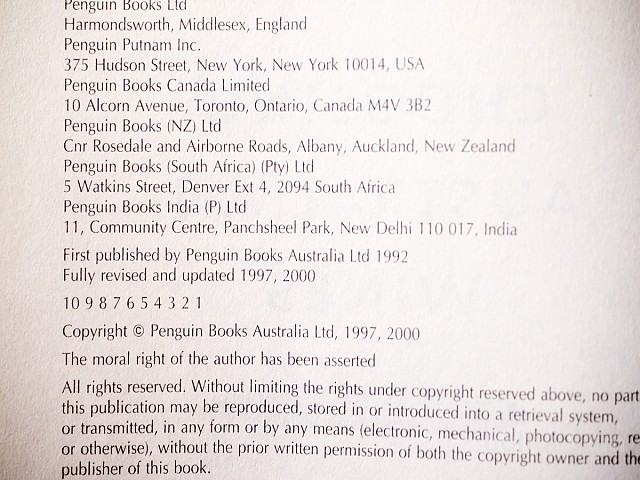 Penguin Books Ltd
Harmondsworth, Middlesex, England
Penguin Putnam Inc.
375 Hudson Street, New York, New York 10014, USA
Penguin Books Canada Limited
10 Alcorn Avenue, Toronto, Ontario, Canada M4V 3B2
Penguin Books (NZ) Ltd
Cnr Rosedale and Airborne Roads, Albany, Auckland, New Zealand
Penguin Books (South Africa) (Pty) Ltd
5 Watkins Street, Denver Ext 4, 2094 South Africa
Penguin Books India (P) Ltd
11, Community Centre, Panchsheel Park, New Delhi 110 017, India
First published by Penguin Books Australia Ltd 1992
Fully revised and updated 1997, 2000
10 9 8 7 6 5 4 3 2 1
Copyright © Penguin Books Australia Ltd, 1997, 2000
The moral right of the author has been asserted
All rights reserved. Without limiting the rights under copyright reserved above, no part
this publication may be reproduced, stored in or introduced into a retrieval system,
or transmitted, in any form or by any means (electronic, mechanical, photocopying, re
or otherwise), without the prior written permission of both the copyright owner and the
publisher of this book.